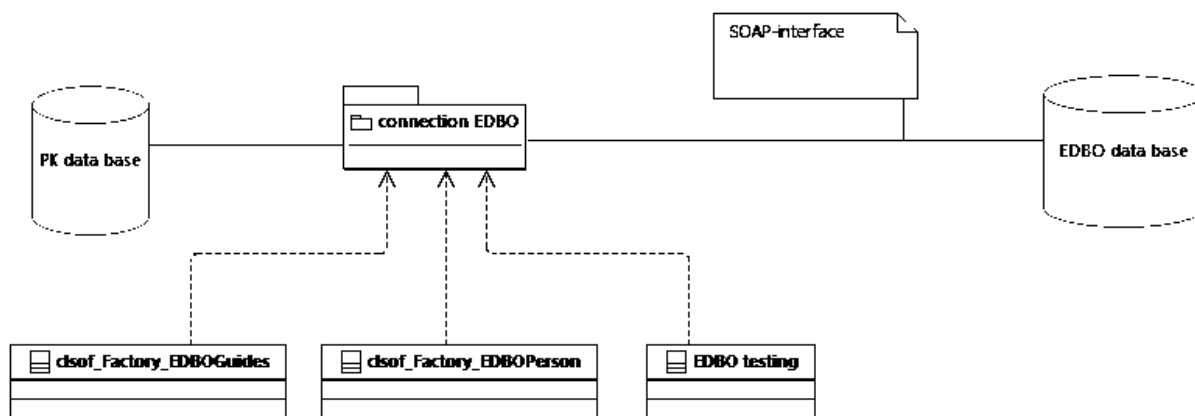 SOAP-interface
connection EDBO
PK data base
EDBO data base
clsof_Factory_EDBOGuides
clsof_Factory_EDBOPerson
EDBO testing